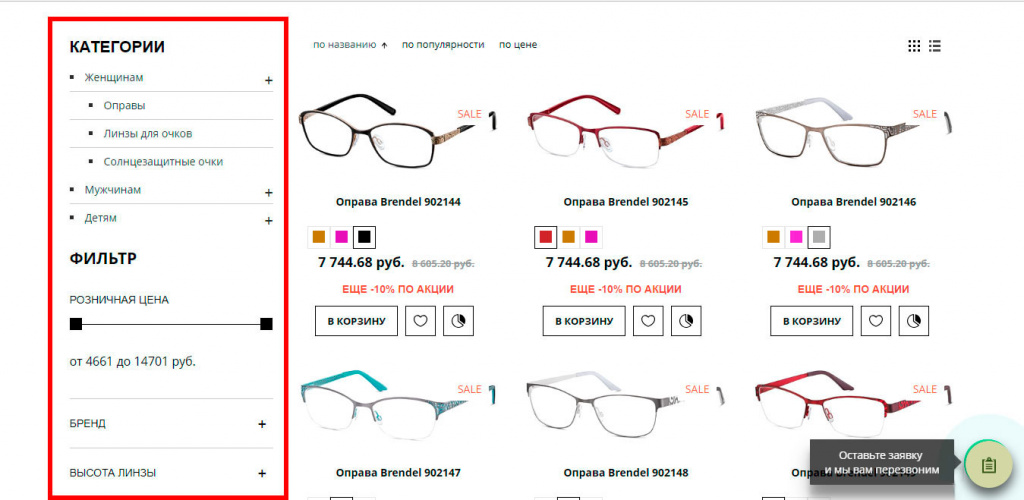 КАТЕГОРИИ
Женщинам +
Оправы
Линзы для очков
Солнцезащитные очки
Мужчинам +
Детям +
ФИЛЬТР
РОЗНИЧНАЯ ЦЕНА
от 4661 до 14701 руб.
БРЕНД +
ВЫСОТА ЛИНЗЫ +
по названию по популярности по цене
SALE SALE SALE
Оправа Brendel 902144 Оправа Brendel 902145 Оправа Brendel 902146
7 744.68 руб. 8 605.20 руб. 7 744.68 руб. 8 605.20 руб. 7 744.68 руб. 8 605.20 руб.
ЕЩЕ -10% ПО АКЦИИ ЕЩЕ -10% ПО АКЦИИ ЕЩЕ -10% ПО АКЦИИ
В КОРЗИНУ В КОРЗИНУ В КОРЗИНУ
SALE SALE SALE
Оправа Brendel 902147 Оправа Brendel 902148
Оставьте заявку
и мы вам перезвоним